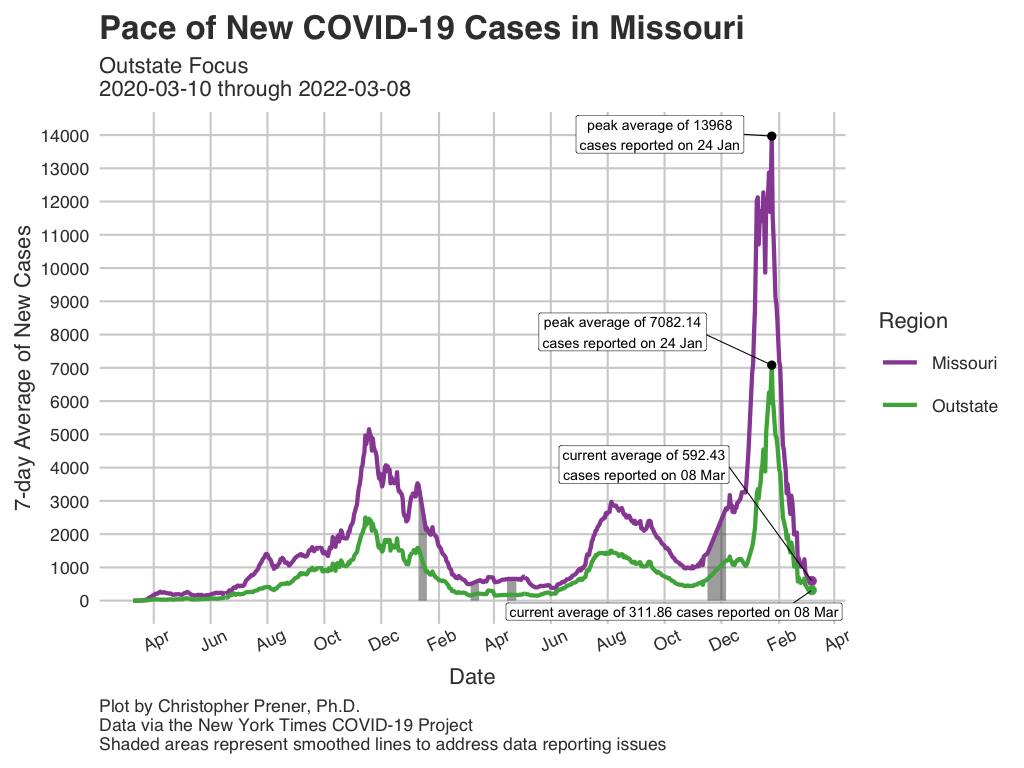 Pace of New COVID-19 Cases in Missouri
Outstate Focus
2020-03-10 through 2022-03-08
7-day Average of New Cases
14000
13000
12000
11000
10000
9000
8000
7000
6000
5000
4000
3000
2000
1000
0
peak average of 13968
cases reported on 24 Jan
peak average of 7082.14
cases reported on 24 Jan
current average of 592.43
cases reported on 08 Mar
current average of 311.86 cases reported on 08 Mar
Apr Jun Aug Oct Dec Feb Apr Jun Aug Oct Dec Feb Apr
Date
Region
Missouri
Outstate
Plot by Christopher Prener, Ph.D.
Data via the New York Times COVID-19 Project
Shaded areas represent smoothed lines to address data reporting issues